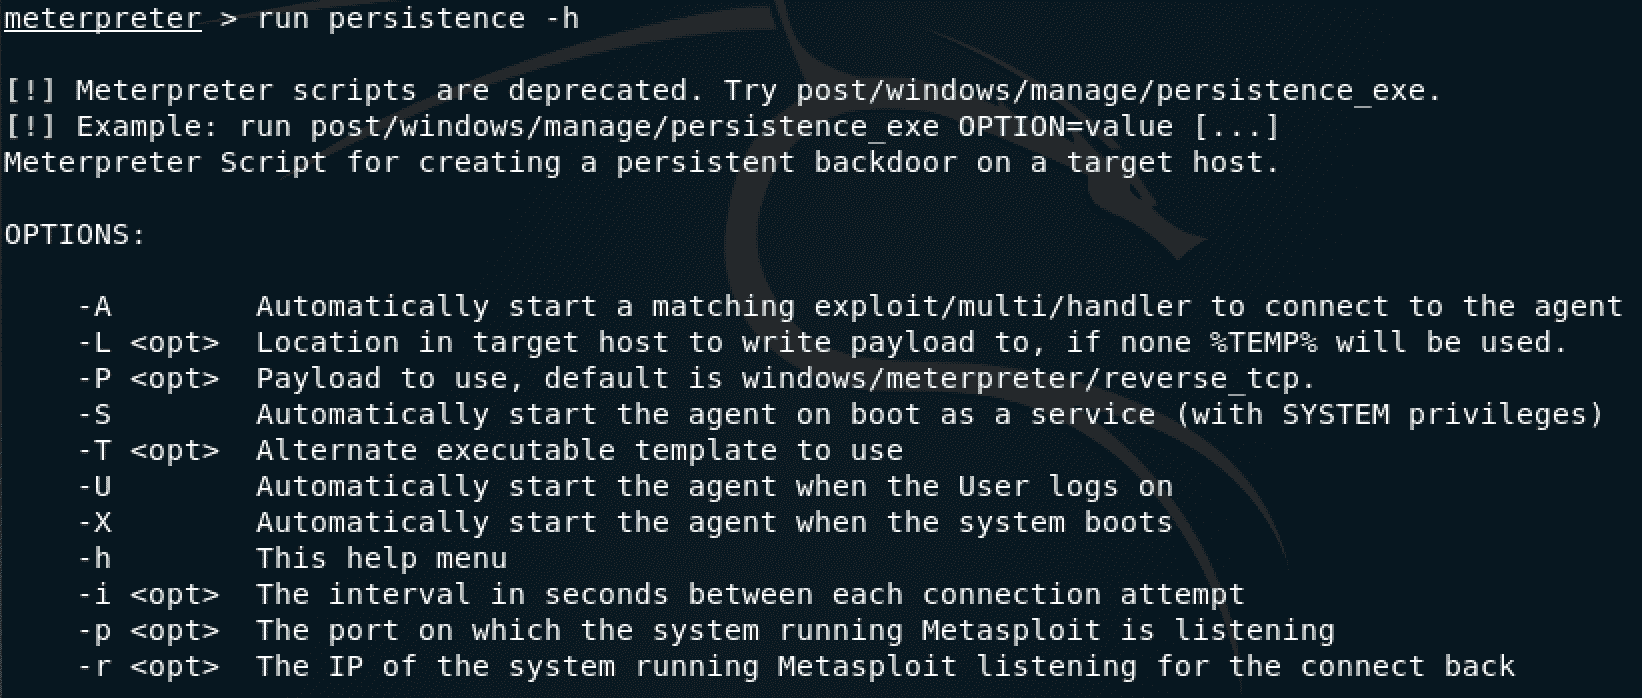 meterpreter > run persistence -h
[!] Meterpreter scripts are deprecated. Try post/windows/manage/persistence_exe.
[!] Example: run post/windows/manage/persistence_exe OPTION=value [...]
Meterpreter Script for creating a persistent backdoor on a target host.
OPTIONS:
-A Automatically start a matching exploit/multi/handler to connect to the agent
-L <opt> Location in target host to write payload to, if none %TEMP% will be used.
-P <opt> Payload to use, default is windows/meterpreter/reverse_tcp.
-S Automatically start the agent on boot as a service (with SYSTEM privileges)
-T <opt> Alternate executable template to use
-U Automatically start the agent when the User logs on
-X Automatically start the agent when the system boots
-h This help menu
-i <opt> The interval in seconds between each connection attempt
-p <opt> The port on which the system running Metasploit is listening
-r <opt> The IP of the system running Metasploit listening for the connect back